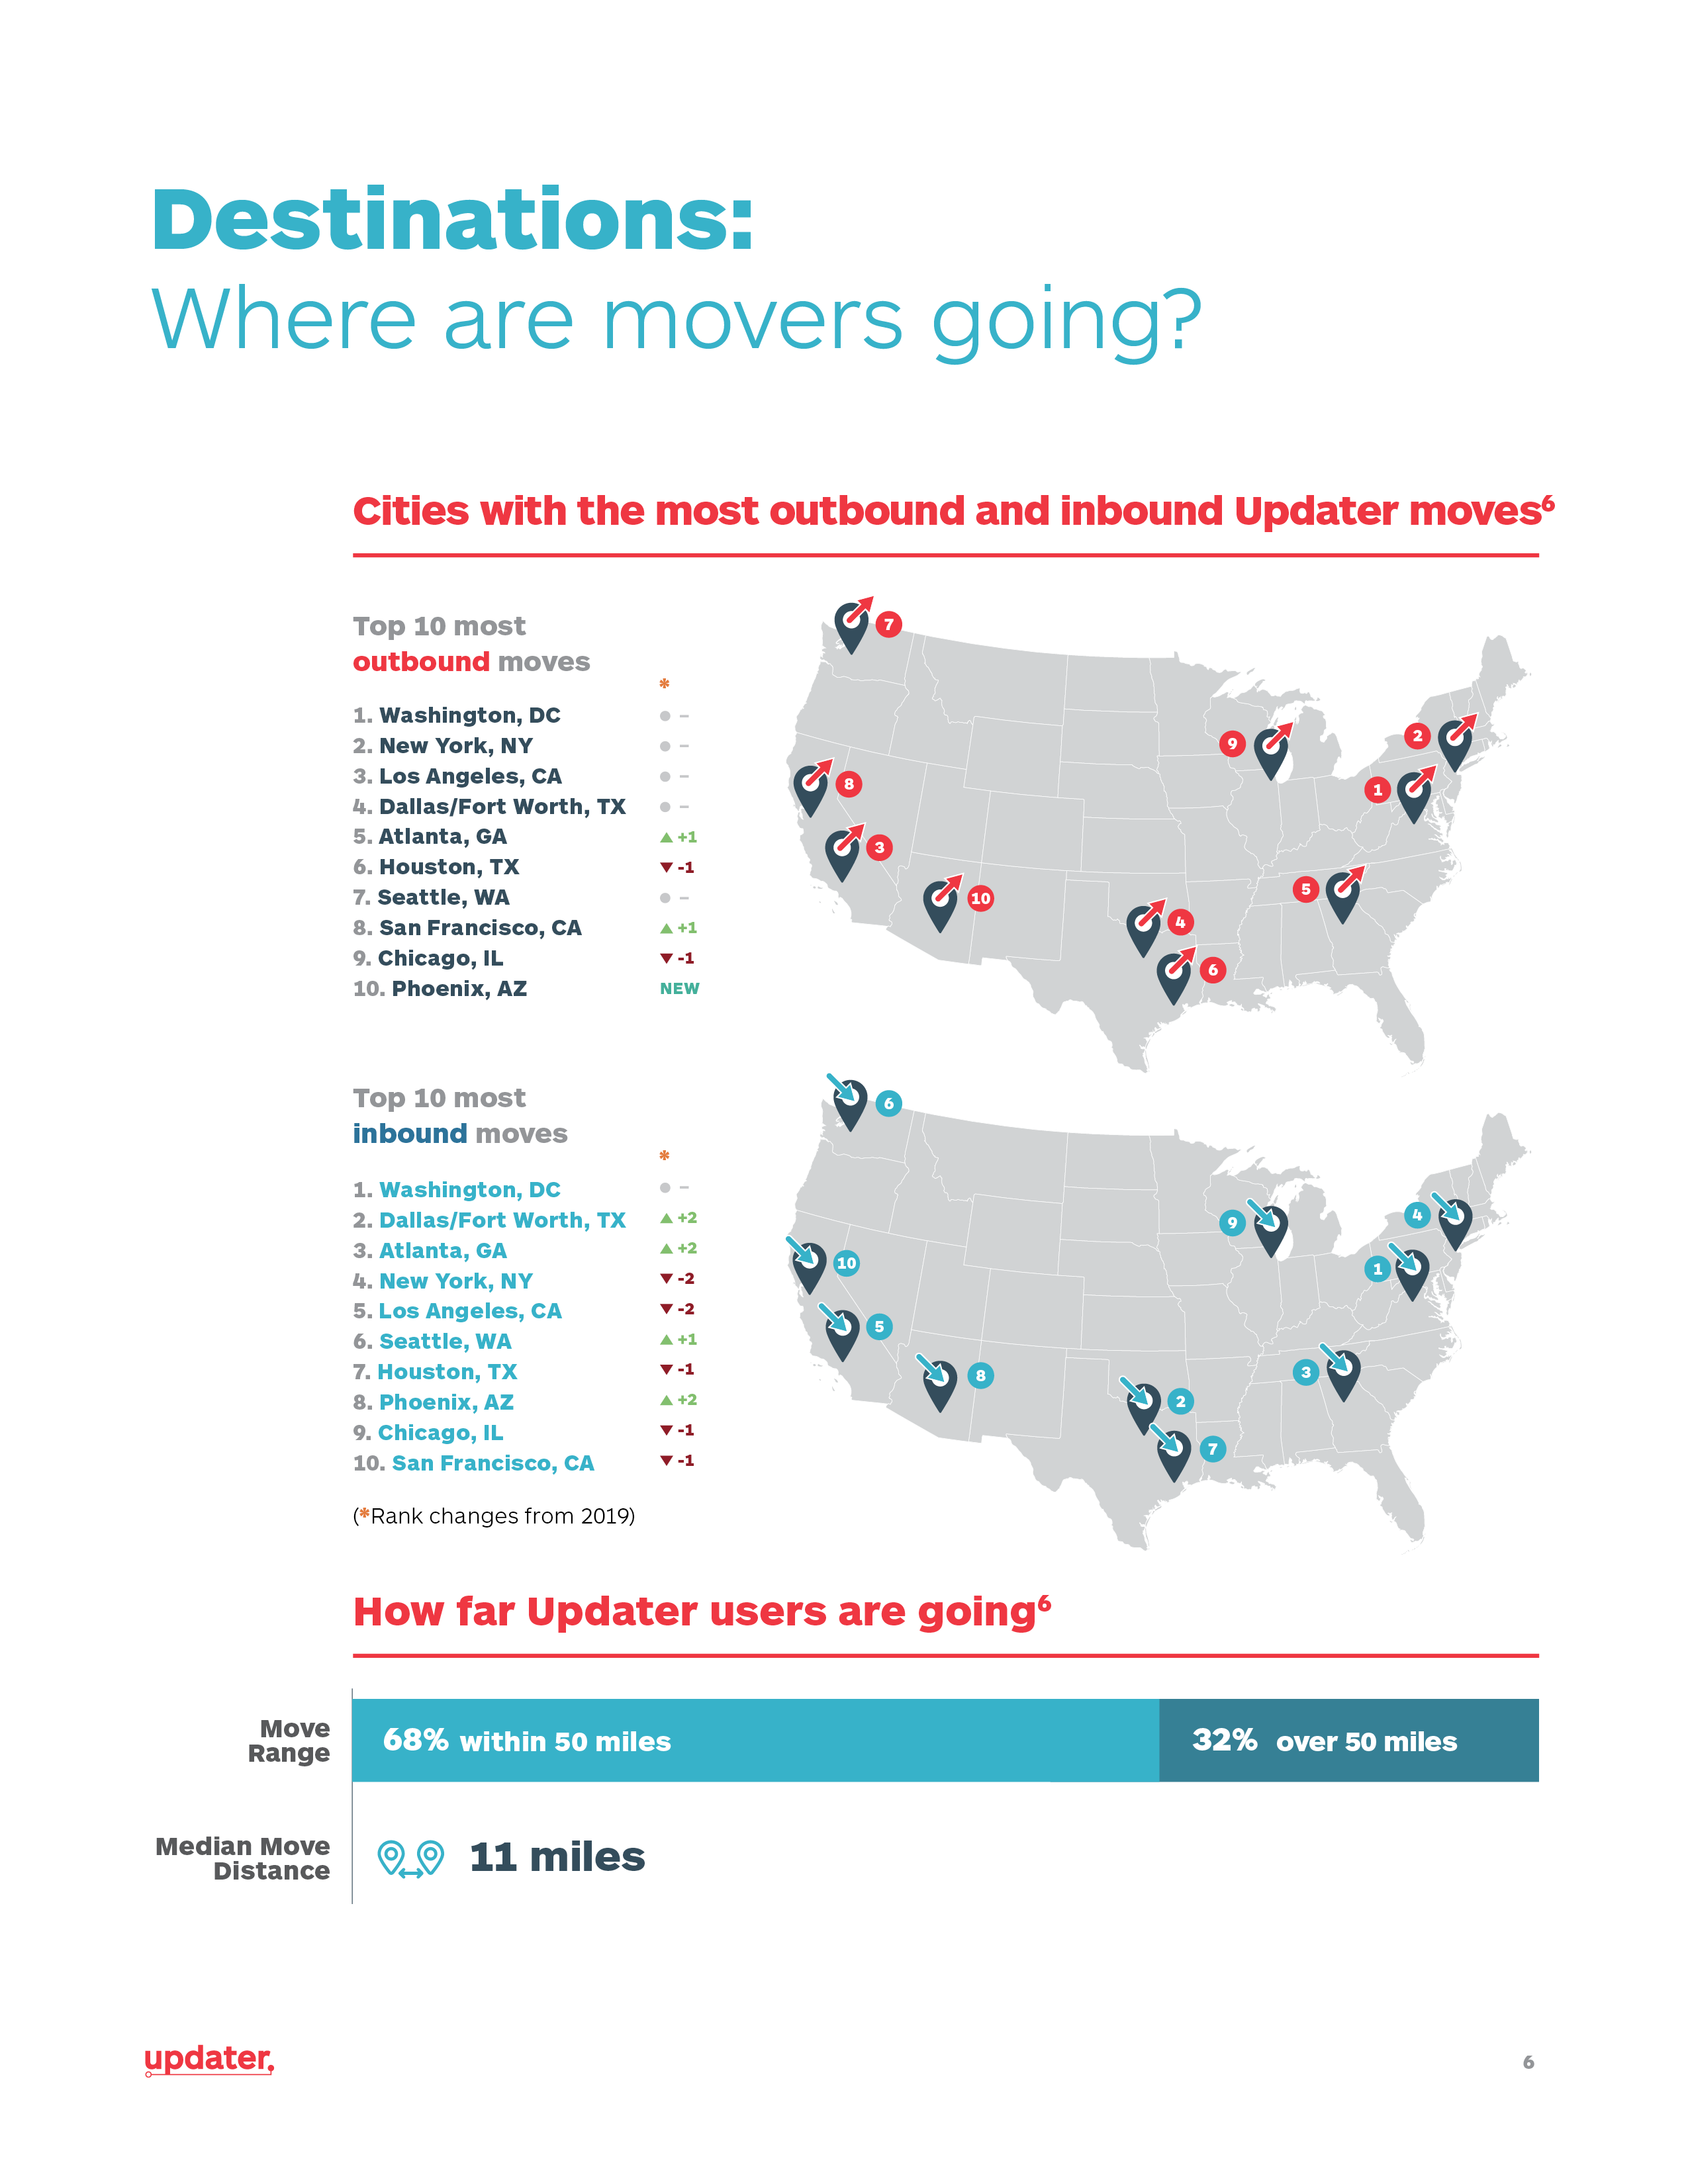 Destinations:
Where are movers going?
Cities with the most outbound and inbound Updater moves⁶
Top 10 most
outbound moves
*
1. Washington, DC –
2. New York, NY –
3. Los Angeles, CA –
4. Dallas/Fort Worth, TX –
5. Atlanta, GA ▲ +1
6. Houston, TX ▼ -1
7. Seattle, WA –
8. San Francisco, CA ▲ +1
9. Chicago, IL ▼ -1
10. Phoenix, AZ NEW
7
9
2
8
1
3
10
5
4
6
Top 10 most
inbound moves
*
1. Washington, DC –
2. Dallas/Fort Worth, TX ▲ +2
3. Atlanta, GA ▲ +2
4. New York, NY ▼ -2
5. Los Angeles, CA ▼ -2
6. Seattle, WA ▲ +1
7. Houston, TX ▼ -1
8. Phoenix, AZ ▲ +2
9. Chicago, IL ▼ -1
10. San Francisco, CA ▼ -1
6
9
4
10
1
5
8
3
2
7
(*Rank changes from 2019)
How far Updater users are going⁶
Move
Range
68% within 50 miles
32% over 50 miles
Median Move
Distance
11 miles
updater.
6